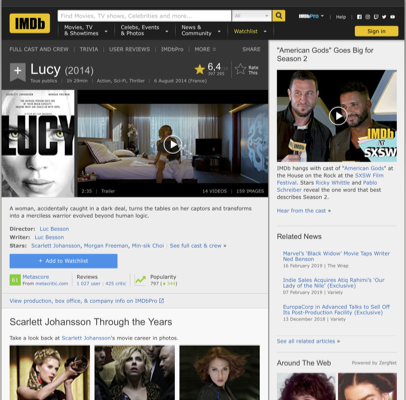 IMDb
Find Movies, TV shows, Celebrities and more...
All
IMDbPro
Help
Movies, TV & Showtimes
Celebs, Events & Photos
News & Community
Watchlist
Sign in
FULL CAST AND CREW | TRIVIA | USER REVIEWS | IMDbPro | MORE
SHARE
Lucy (2014)
Tous publics | 1h 29min | Action, Sci-Fi, Thriller | 6 August 2014 (France)
6,4
Rate This
SCARLETT JOHANSSON MORGAN FREEMAN
LUCY
2:35 | Trailer
14 VIDEOS | 159 IMAGES
A woman, accidentally caught in a dark deal, turns the tables on her captors and transforms
into a merciless warrior evolved beyond human logic.
Director: Luc Besson
Writer: Luc Besson
Stars: Scarlett Johansson, Morgan Freeman, Min-sik Choi | See full cast & crew »
+ Add to Watchlist
61
Metascore
From metacritic.com
Reviews
1 027 user | 425 critic
Popularity
View production, box office, & company info on IMDbPro
Scarlett Johansson Through the Years
Take a look back at Scarlett Johansson's movie career in photos.
"American Gods" Goes Big for
Season 2
IMDb
at
SXSW
IMDb hangs with cast of "American Gods"
at the House on the Rock at the SXSW Film
Festival. Stars Ricky Whittle and Pablo
Schreiber reveal the one word that best
describes Season 2.
Hear from the cast
Related News
Marvel's 'Black Widow' Movie Taps Writer
Ned Benson
16 February 2019 | The Wrap
Indie Sales Acquires Atiq Rahimi's 'Our
Lady of the Nile' (Exclusive)
07 February 2019 | Variety
EuropaCorp in Advanced Talks to Sell Off
Its Post-Production Facility (Exclusive)
13 December 2018 | Variety
See all related articles »
Around The Web
Powered by ZergNet